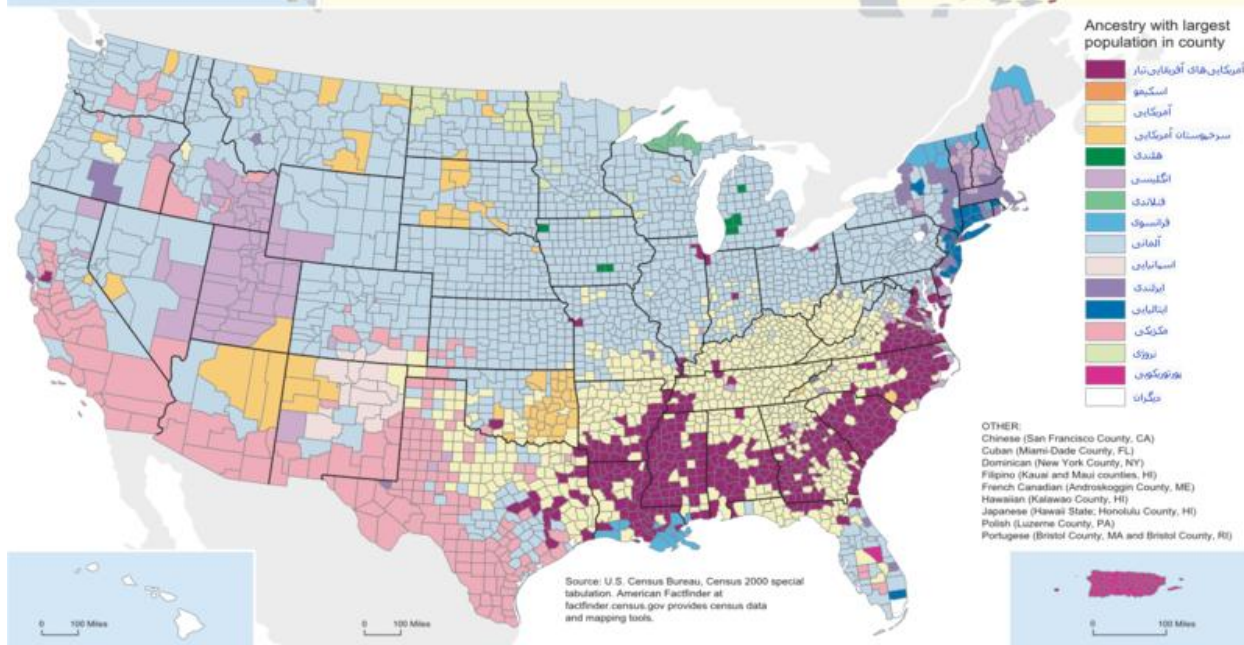 Ancestry with largest
population in county
آمریکایی‌های آفریقایی‌تبار
اسکیمو
آمریکایی
سرخپوستان آمریکایی
هلندی
انگلیسی
فنلاندی
فرانسوی
آلمانی
اسپانیایی
ایرلندی
ایتالیایی
مکزیکی
نروژی
پورتوریکویی
دیگران
OTHER:
Chinese (San Francisco County, CA)
Cuban (Miami-Dade County, FL)
Dominican (New York County, NY)
Filipino (Kauai and Maui counties, HI)
French Canadian (Androskoggin County, ME)
Hawaiian (Kalawao County, HI)
Japanese (Hawaii State; Honolulu County, HI)
Polish (Luzerne County, PA)
Portugese (Bristol County, MA and Bristol County, RI)
Source: U.S. Census Bureau, Census 2000 special
tabulation. American Factfinder at
factfinder.census.gov provides census data
and mapping tools.
0 100 Miles
0 100 Miles
0 100 Miles